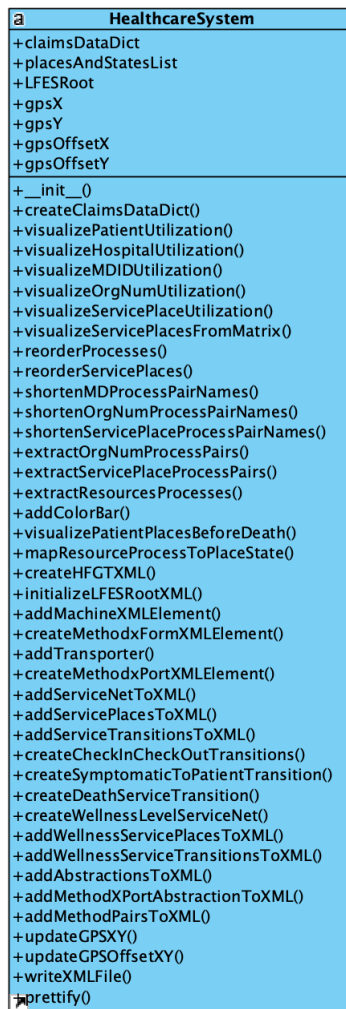 a HealthcareSystem
+claimsDataDict
+placesAndStatesList
+LFESRoot
+gpsX
+gpsY
+gpsOffsetX
+gpsOffsetY
+__init__()
+createClaimsDataDict()
+visualizePatientUtilization()
+visualizeHospitalUtilization()
+visualizeMDIDUtilization()
+visualizeOrgNumUtilization()
+visualizeServicePlaceUtilization()
+visualizeServicePlacesFromMatrix()
+reorderProcesses()
+reorderServicePlaces()
+shortenMDProcessPairNames()
+shortenOrgNumProcessPairNames()
+shortenServicePlaceProcessPairNames()
+extractOrgNumProcessPairs()
+extractServicePlaceProcessPairs()
+extractResourcesProcesses()
+addColorBar()
+visualizePatientPlacesBeforeDeath()
+mapResourceProcessToPlaceState()
+createHFGTXML()
+initializeLFESRootXML()
+addMachineXMLElement()
+createMethodxFormXMLElement()
+addTransporter()
+createMethodxPortXMLElement()
+addServiceNetToXML()
+addServicePlacesToXML()
+addServiceTransitionsToXML()
+createCheckInCheckOutTransitions()
+createSymptomaticToPatientTransition()
+createDeathServiceTransition()
+createWellnessLevelServiceNet()
+addWellnessServicePlacesToXML()
+addWellnessServiceTransitionsToXML()
+addAbstractionsToXML()
+addMethodXPortAbstractionToXML()
+addMethodPairsToXML()
+updateGPSXY()
+updateGPSOffsetXY()
+writeXMLFile()
+prettify()